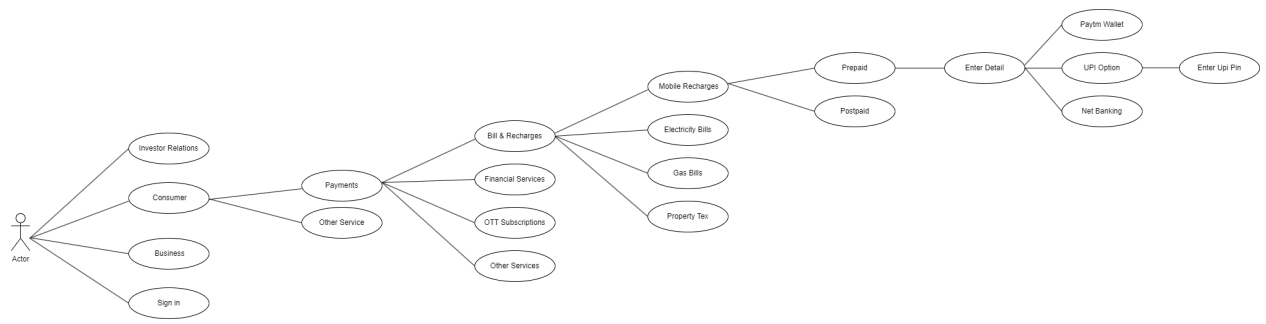 Actor
Investor Relations
Consumer
Business
Sign in
Payments
Other Service
Bill & Recharges
Financial Services
OTT Subscriptions
Other Services
Mobile Recharges
Electricity Bills
Gas Bills
Property Tex
Prepaid
Postpaid
Enter Detail
Paytm Wallet
UPI Option
Net Banking
Enter Upi Pin